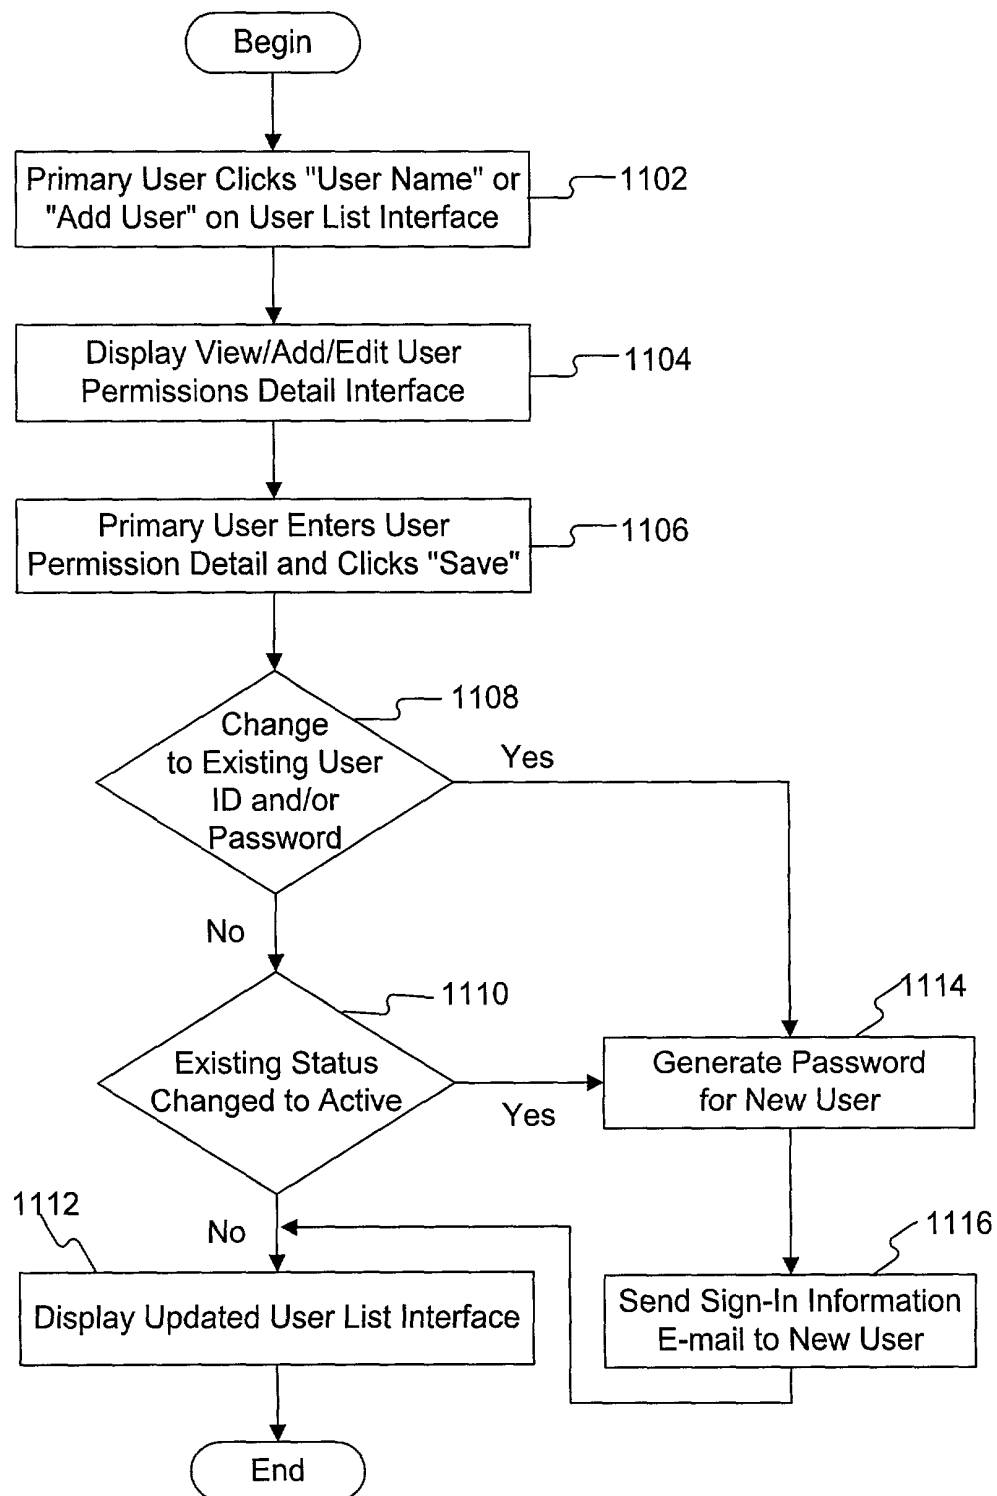 Begin
Primary User Clicks "User Name" or
"Add User" on User List Interface
1102
Display View/Add/Edit User
Permissions Detail Interface
1104
Primary User Enters User
Permission Detail and Clicks "Save"
1106
Change
to Existing User
ID and/or
Password
1108
Yes
No
Existing Status
Changed to Active
1110
Yes
1114
Generate Password
for New User
1112
No
1116
Send Sign-In Information
E-mail to New User
Display Updated User List Interface
End